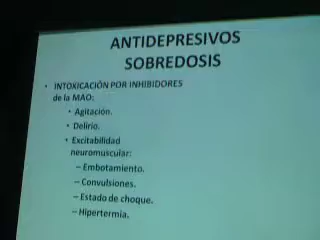 ANTIDEPRESIVOS
SOBREDOSIS
• INTOXICACIÓN POR INHIBIDORES
de la MAO:
• Agitación.
• Delirio.
• Excitabilidad
neuromuscular:
– Embotamiento.
– Convulsiones.
– Estado de choque.
– Hipertermia.